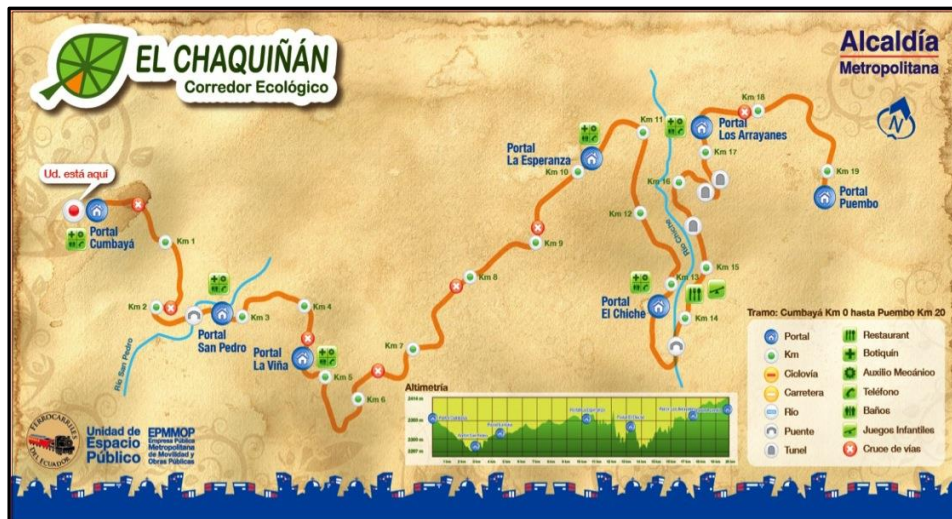 EL CHAQUIÑÁN
Corredor Ecológico
Alcaldía
Metropolitana
N
Ud. está aquí
Portal
Cumbayá
Km 1
Km 2
Río San Pedro
Portal
San Pedro
Km 3
Km 4
Portal
La Viña
Km 5
Km 6
Km 7
Km 8
Km 9
Km 10
Portal
La Esperanza
Km 11
Km 12
Km 13
Portal
El Chiche
Río Chiche
Km 14
Km 15
Km 16
Km 17
Portal
Los Arrayanes
Km 18
Km 19
Portal
Puembo
Tramo: Cumbayá Km 0 hasta Puembo Km 20
Portal
Km
Ciclovía
Carretera
Río
Puente
Tunel
Restaurant
Botiquín
Auxilio Mecánico
Teléfono
Baños
Juegos Infantiles
Cruce de vías
Altimetría
FERROCARRILES
DEL ECUADOR
Unidad de
Espacio
Público
EPMMOP
Empresa Pública
Metropolitana
de Movilidad y
Obras Públicas